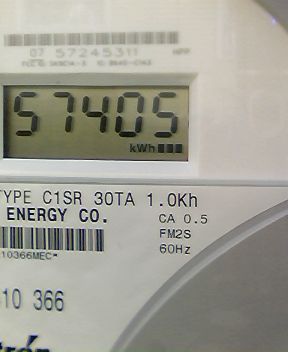 07 57245311
57405
kWh
TYPE C1SR 30TA 1.0Kh
ENERGY CO.
CA 0.5
FM2S
60Hz
10366MEC*
10 366